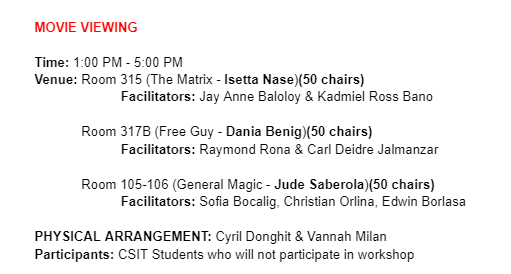 MOVIE VIEWING
Time: 1:00 PM - 5:00 PM
Venue: Room 315 (The Matrix - Isetta Nase)(50 chairs)
Facilitators: Jay Anne Baloloy & Kadmiel Ross Bano
Room 317B (Free Guy - Dania Benig)(50 chairs)
Facilitators: Raymond Rona & Carl Deidre Jalmanzar
Room 105-106 (General Magic - Jude Saberola)(50 chairs)
Facilitators: Sofia Bocalig, Christian Orlina, Edwin Borlasa
PHYSICAL ARRANGEMENT: Cyril Donghit & Vannah Milan
Participants: CSIT Students who will not participate in workshop